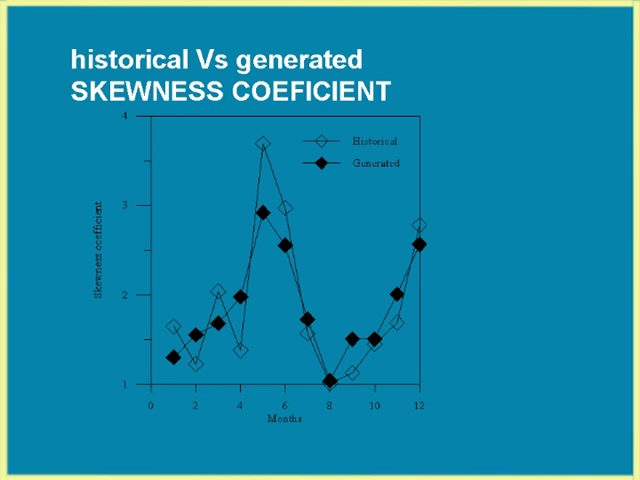 historical Vs generated
SKEWNESS COEFICIENT
4
Historical
Generated
3
Skewness coefficient
2
1
0 2 4 6 8 10 12
Months